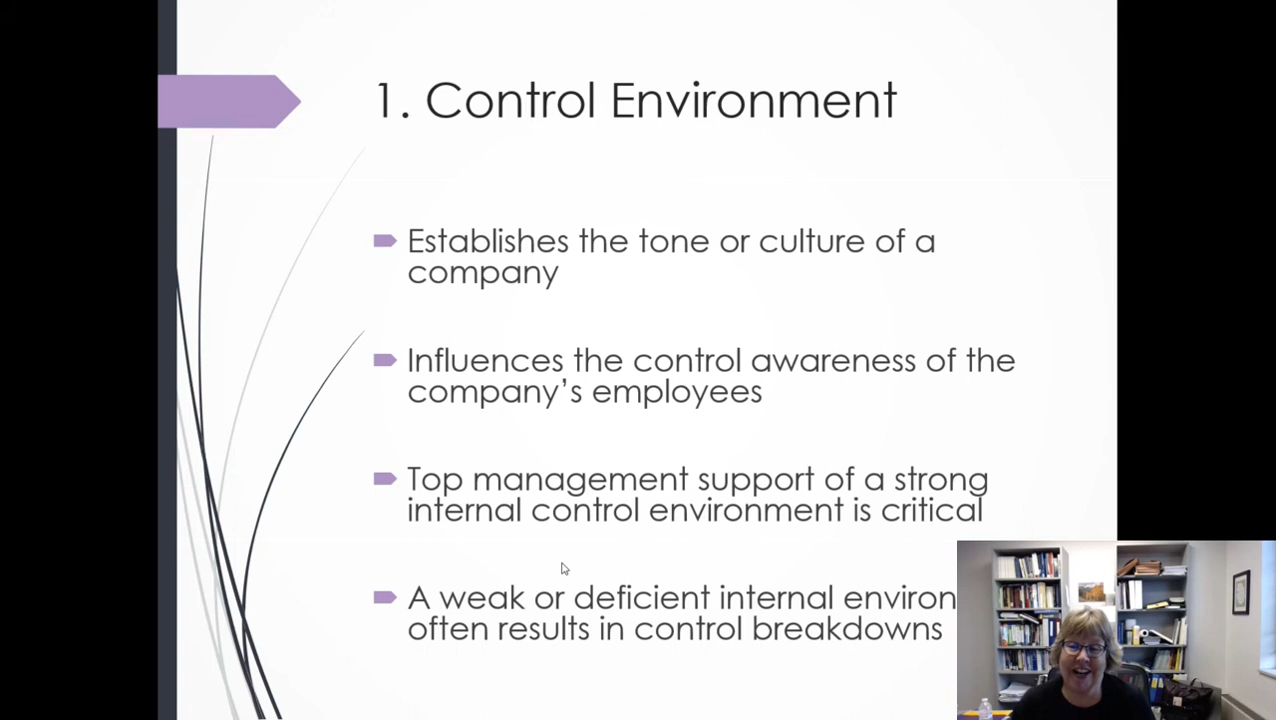 1. Control Environment
Establishes the tone or culture of a
company
Influences the control awareness of the
company’s employees
Top management support of a strong
internal control environment is critical
A weak or deficient internal environ
often results in control breakdowns